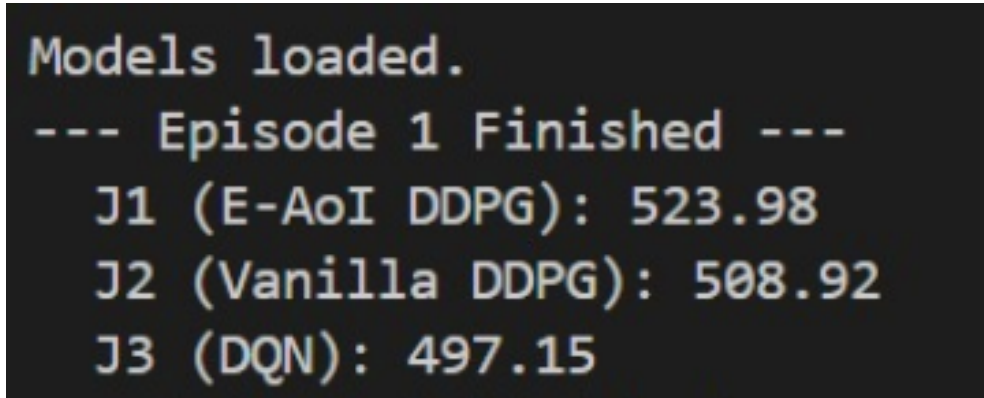 Models loaded.
--- Episode 1 Finished ---
  J1 (E-AoI DDPG): 523.98
  J2 (Vanilla DDPG): 508.92
  J3 (DQN): 497.15